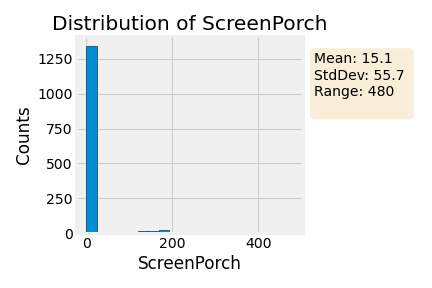 Distribution of ScreenPorch
Mean: 15.1
StdDev: 55.7
Range: 480
Counts
1250
1000
750
500
250
0
0 200 400
ScreenPorch